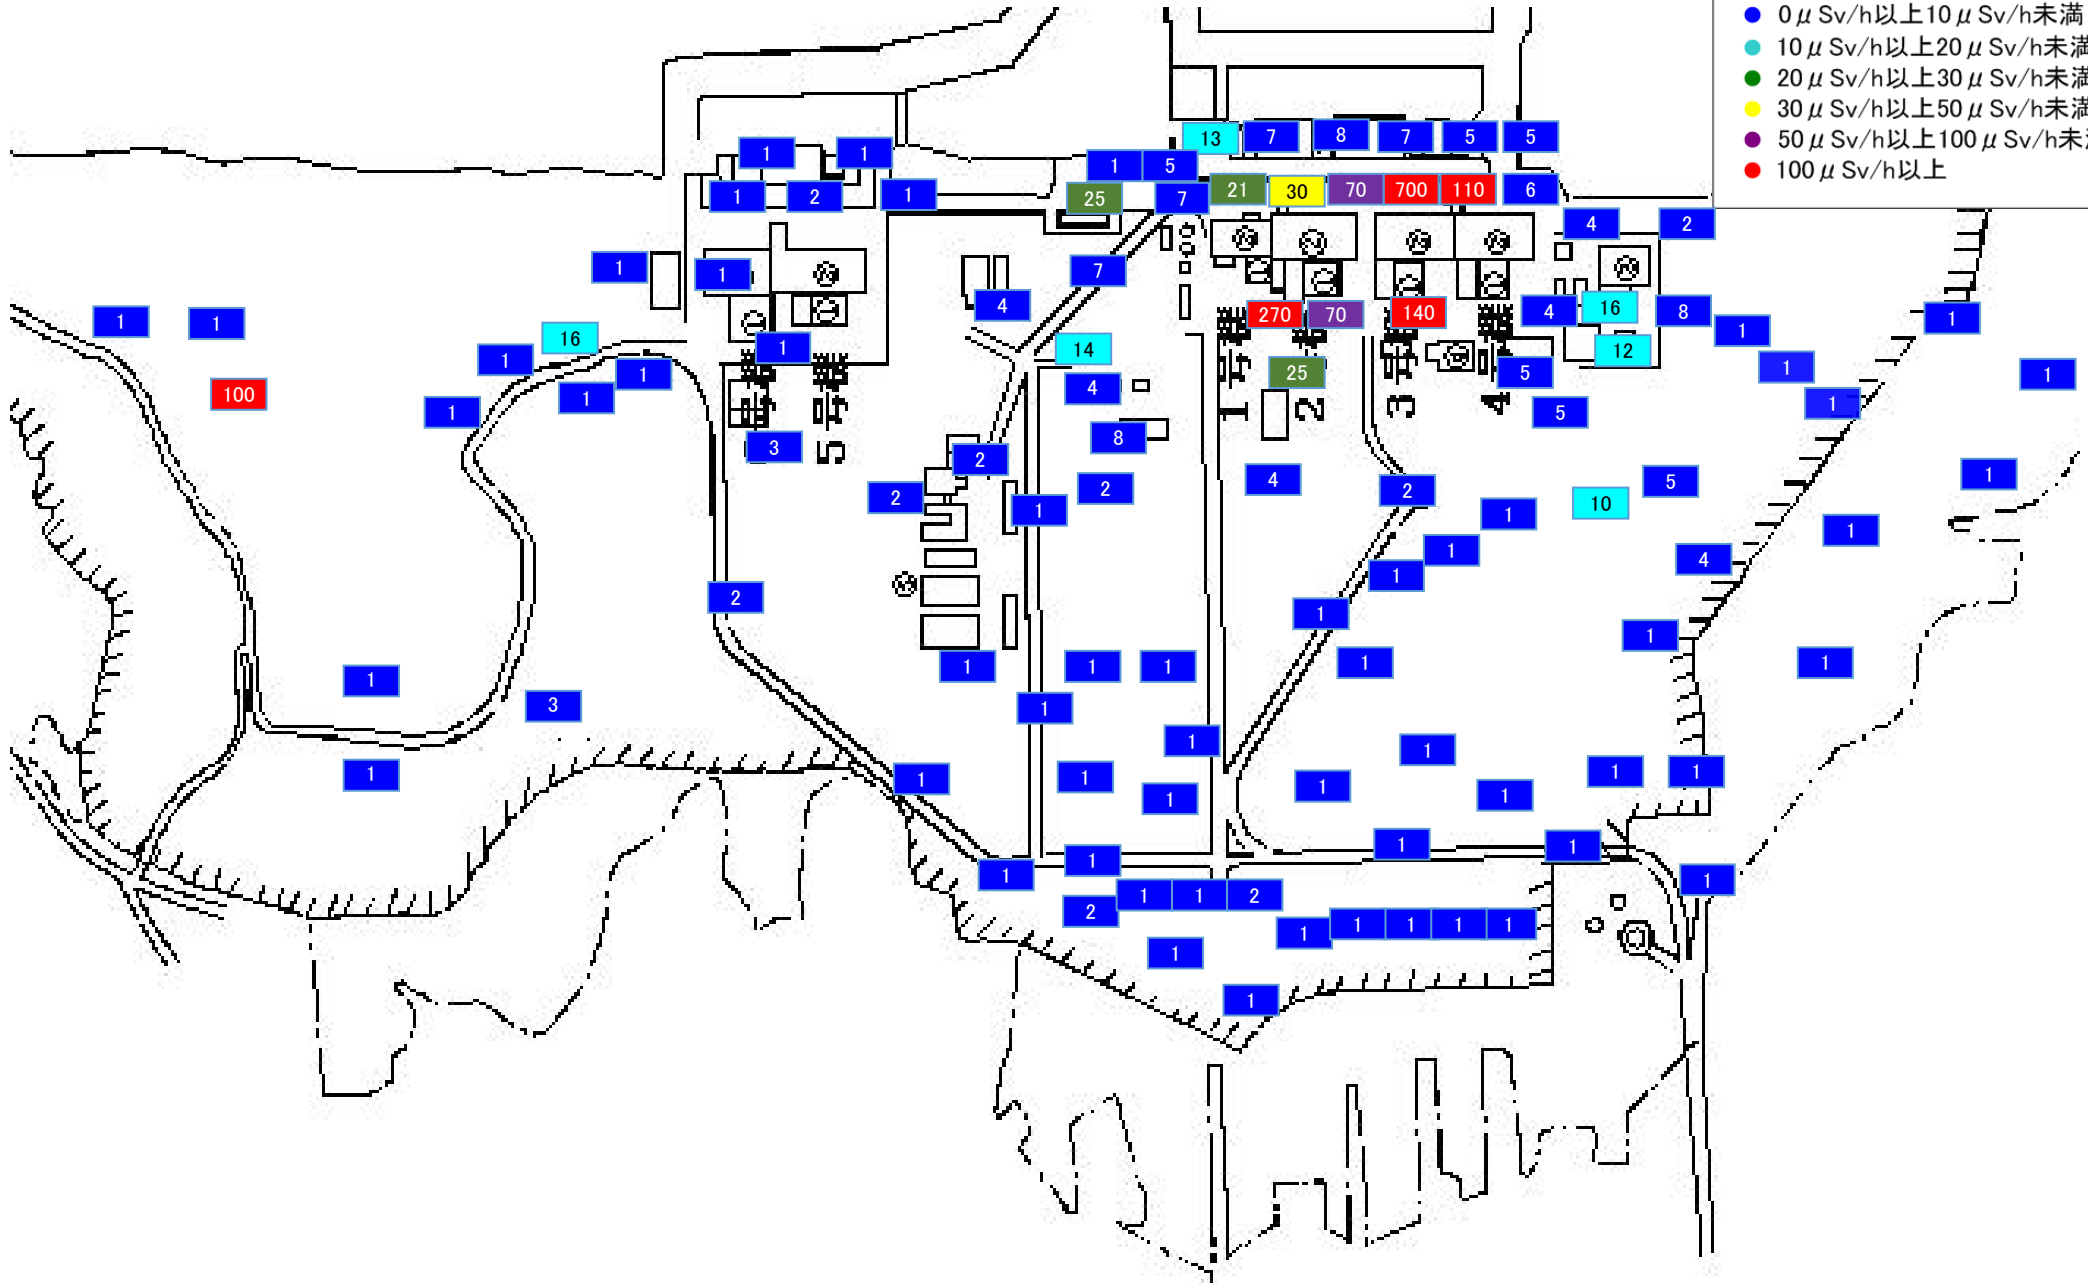 0μSv/h以上10μSv/h未満
10μSv/h以上20μSv/h未満
20μSv/h以上30μSv/h未満
30μSv/h以上50μSv/h未満
50μSv/h以上100μSv/h未満
100μSv/h以上
13 7 8 7 5 5
1 1 1 5
1 2 1 25 7 21 30 70 700 110 6
4 2
1 1 7
4
1 1 16 270 70 140 4 16 8 1 1
1 1 1 14 12
100 1 1 25 5 1 1
1 4 5 1
3 8
1号機 2号機 3号機 4号機
5号機
2 2 1 2 4 2 1 10 5 1
1 1 4 1
2 1
1 1 1 1 1 1 1
3 1
1 1 1 1 1
1 1 1 1 1
1 1 1 1
1 1
2 1 1 2
1 1 1 1 1
1
1